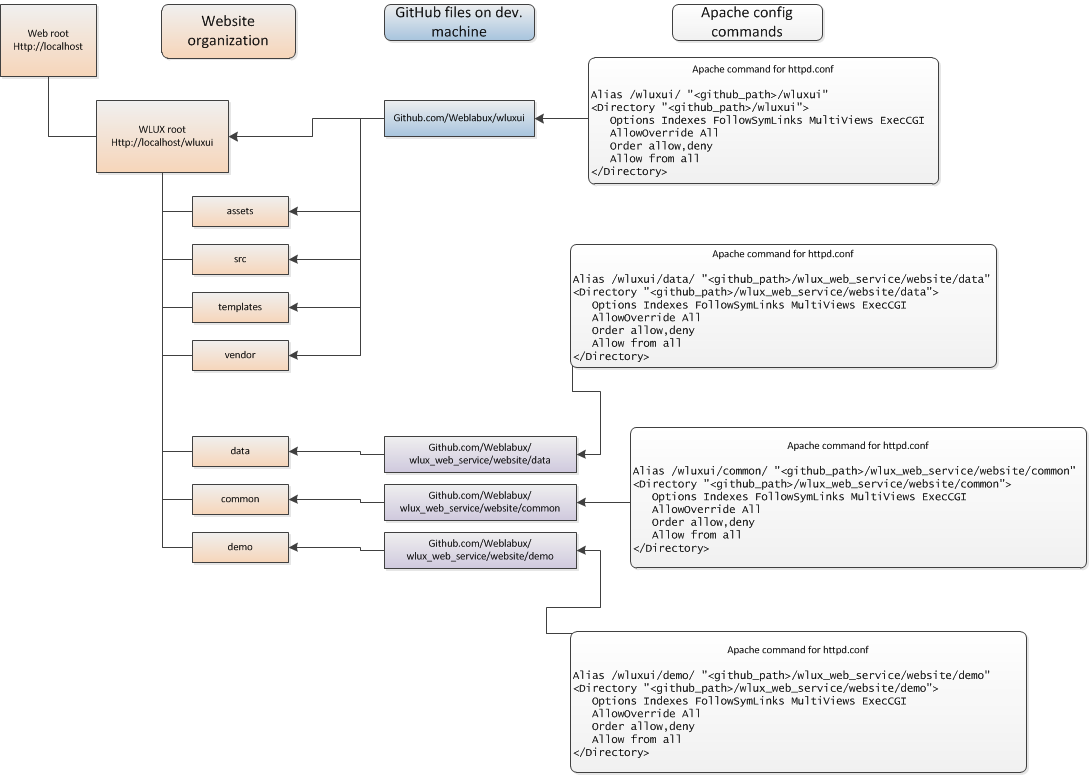 Web root
Http://localhost
Website
organization
GitHub files on dev.
machine
Apache config
commands
WLUX root
Http://localhost/wluxui
Github.com/Weblabux/wluxui
Apache command for httpd.conf
Alias /wluxui/ "<github_path>/wluxui"
<Directory "<github_path>/wluxui">
Options Indexes FollowSymLinks MultiViews ExecCGI
AllowOverride All
Order allow,deny
Allow from all
</Directory>
assets
src
templates
vendor
Apache command for httpd.conf
Alias /wluxui/data/ "<github_path>/wlux_web_service/website/data"
<Directory "<github_path>/wlux_web_service/website/data">
Options Indexes FollowSymLinks MultiViews ExecCGI
AllowOverride All
Order allow,deny
Allow from all
</Directory>
data
Github.com/Weblabux/
wlux_web_service/website/data
common
Github.com/Weblabux/
wlux_web_service/website/common
demo
Github.com/Weblabux/
wlux_web_service/website/demo
Apache command for httpd.conf
Alias /wluxui/common/ "<github_path>/wlux_web_service/website/common"
<Directory "<github_path>/wlux_web_service/website/common">
Options Indexes FollowSymLinks MultiViews ExecCGI
AllowOverride All
Order allow,deny
Allow from all
</Directory>
Apache command for httpd.conf
Alias /wluxui/demo/ "<github_path>/wlux_web_service/website/demo"
<Directory "<github_path>/wlux_web_service/website/demo">
Options Indexes FollowSymLinks MultiViews ExecCGI
AllowOverride All
Order allow,deny
Allow from all
</Directory>